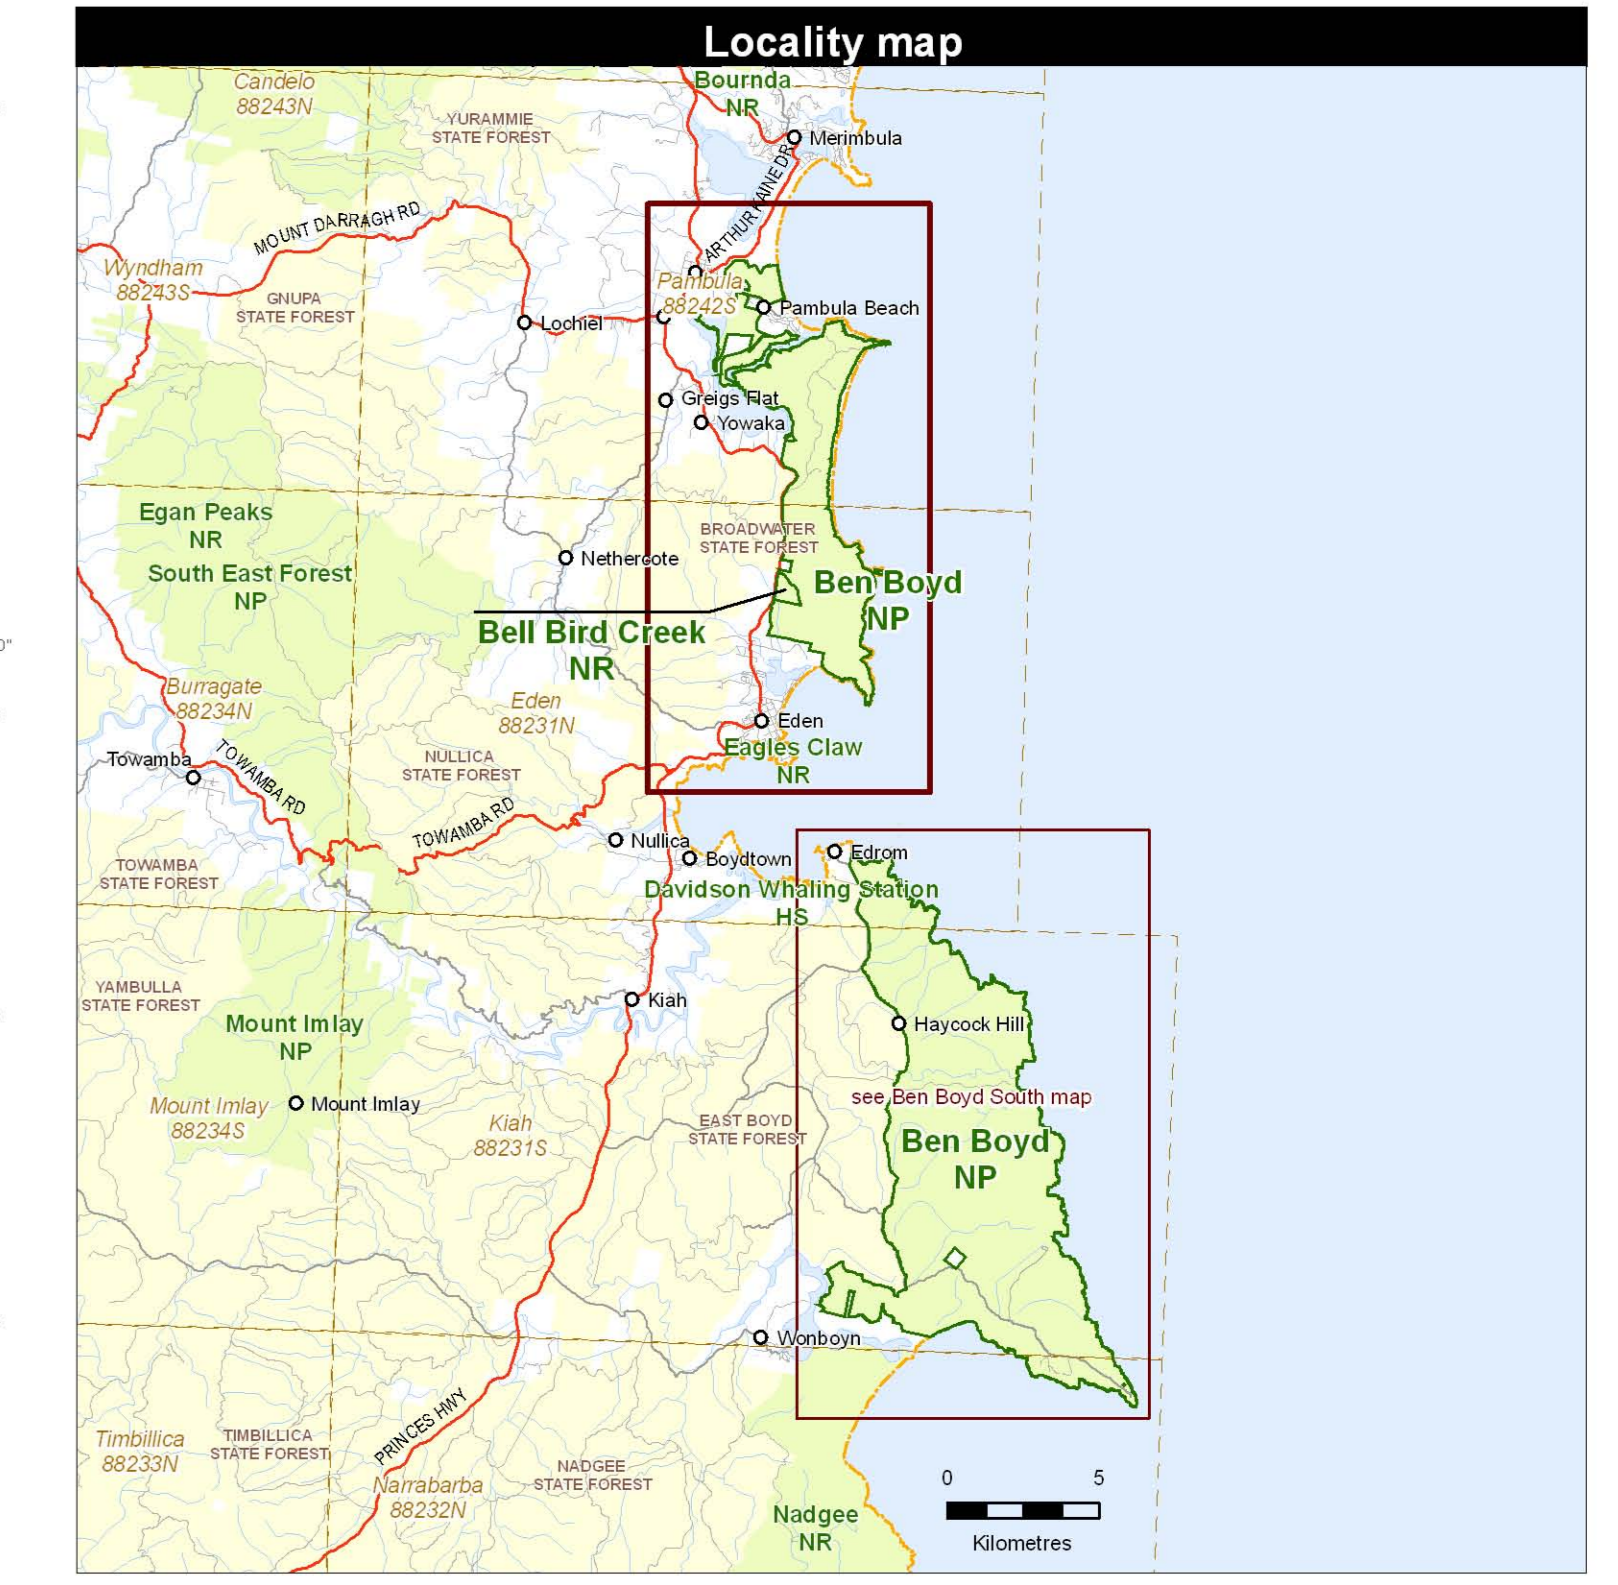 Locality map
Candelo
88243N
Bournda
NR
YURAMMIE
STATE FOREST
Merimbula
ARTHUR KAINE DR
MOUNT DARRAGH RD
Wyndham
88243S
GNUPA
STATE FOREST
Pambula
88242S
Pambula Beach
Lochiel
Greigs Flat
Yowaka
Egan Peaks
NR
South East Forest
NP
BROADWATER
STATE FOREST
Nethercote
Ben Boyd
NP
Bell Bird Creek
NR
0"
Burragate
88234N
Eden
88231N
Eden
Eagles Claw
NR
Towamba
TOWAMBA RD
NULLICA
STATE FOREST
TOWAMBA RD
Nullica
Boydtown
Edrom
TOWAMBA
STATE FOREST
Davidson Whaling Station
HS
YAMBULLA
STATE FOREST
Kiah
Mount Imlay
NP
Haycock Hill
see Ben Boyd South map
Mount Imlay
88234S
Mount Imlay
Kiah
88231S
EAST BOYD
STATE FOREST
Ben Boyd
NP
Wonboyn
PRINCES HWY
Timbillica
88233N
TIMBILLICA
STATE FOREST
Narrabarba
88232N
NADGEE
STATE FOREST
Nadgee
NR
0 5
Kilometres